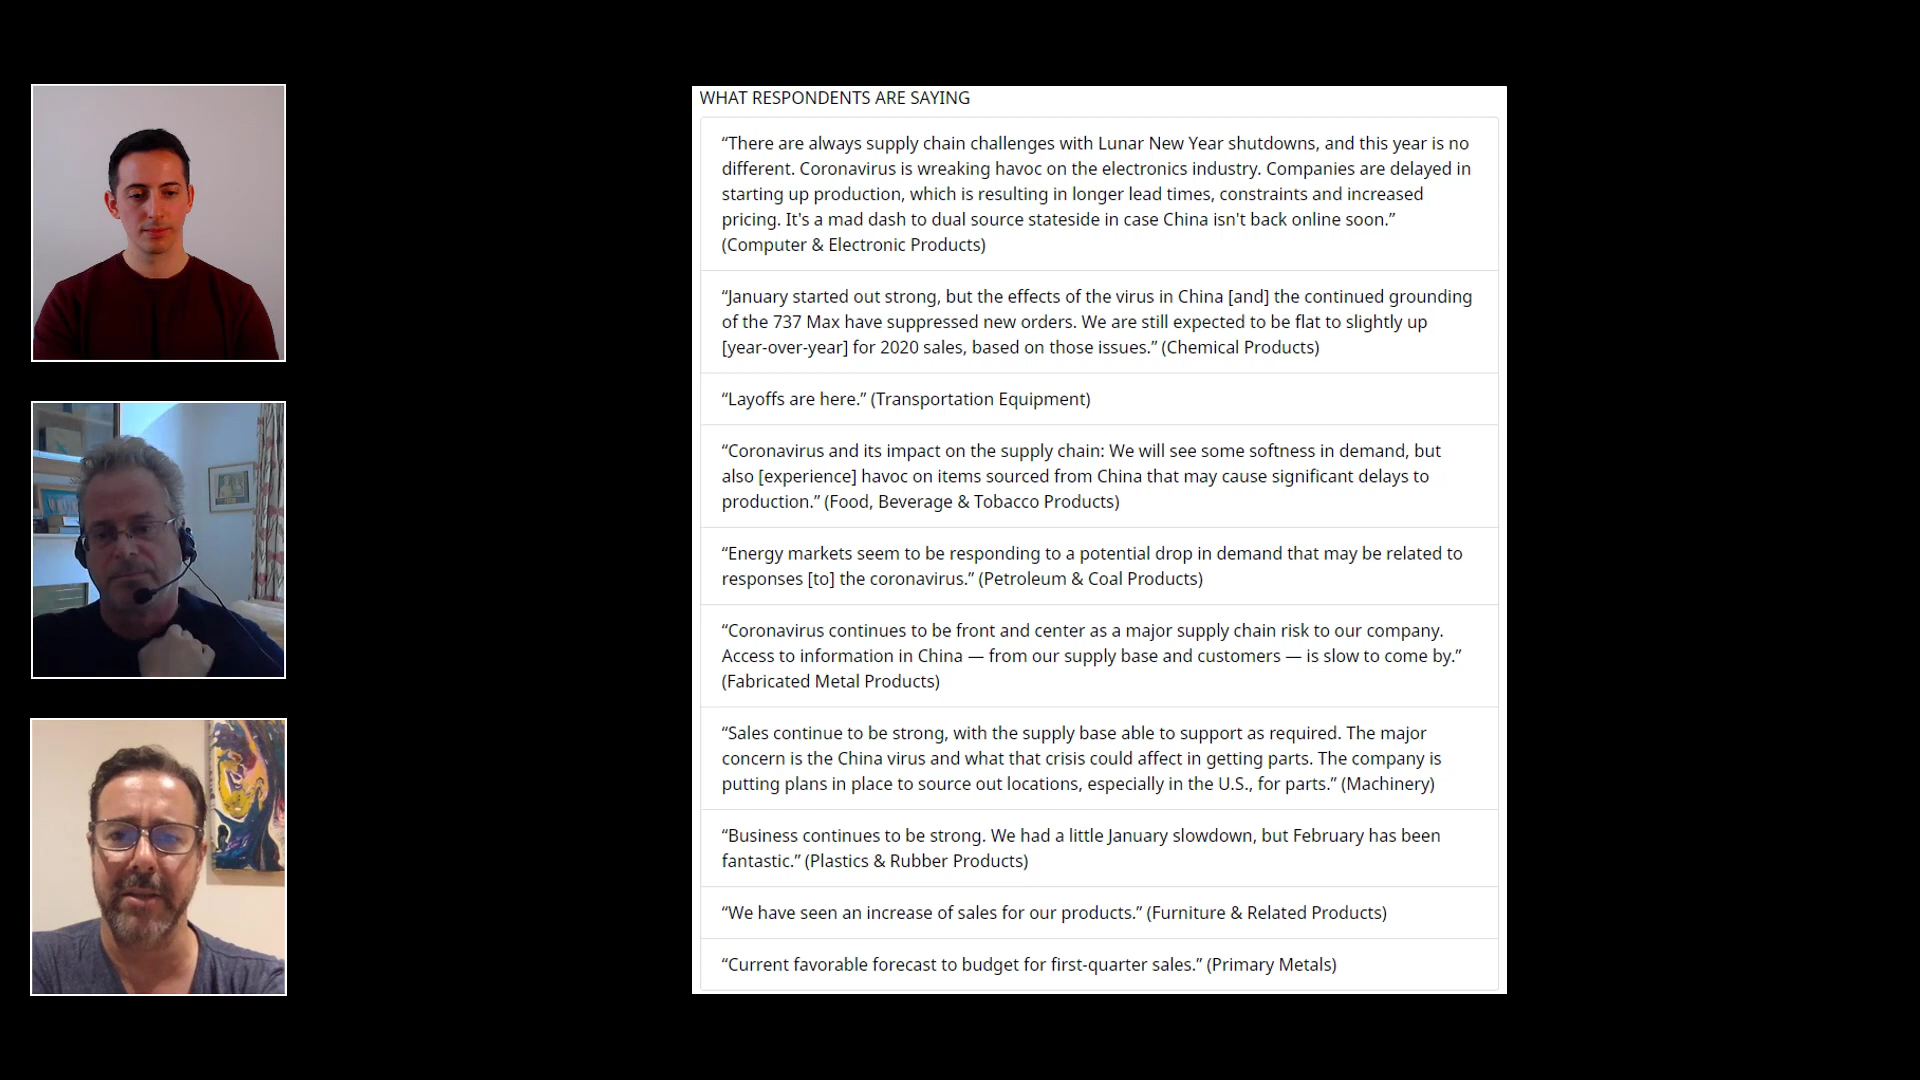 WHAT RESPONDENTS ARE SAYING
“There are always supply chain challenges with Lunar New Year shutdowns, and this year is no
different. Coronavirus is wreaking havoc on the electronics industry. Companies are delayed in
starting up production, which is resulting in longer lead times, constraints and increased
pricing. It's a mad dash to dual source stateside in case China isn't back online soon.”
(Computer & Electronic Products)
“January started out strong, but the effects of the virus in China [and] the continued grounding
of the 737 Max have suppressed new orders. We are still expected to be flat to slightly up
[year-over-year] for 2020 sales, based on those issues.” (Chemical Products)
“Layoffs are here.” (Transportation Equipment)
“Coronavirus and its impact on the supply chain: We will see some softness in demand, but
also [experience] havoc on items sourced from China that may cause significant delays to
production.” (Food, Beverage & Tobacco Products)
“Energy markets seem to be responding to a potential drop in demand that may be related to
responses [to] the coronavirus.” (Petroleum & Coal Products)
“Coronavirus continues to be front and center as a major supply chain risk to our company.
Access to information in China — from our supply base and customers — is slow to come by.”
(Fabricated Metal Products)
“Sales continue to be strong, with the supply base able to support as required. The major
concern is the China virus and what that crisis could affect in getting parts. The company is
putting plans in place to source out locations, especially in the U.S., for parts.” (Machinery)
“Business continues to be strong. We had a little January slowdown, but February has been
fantastic.” (Plastics & Rubber Products)
“We have seen an increase of sales for our products.” (Furniture & Related Products)
“Current favorable forecast to budget for first-quarter sales.” (Primary Metals)